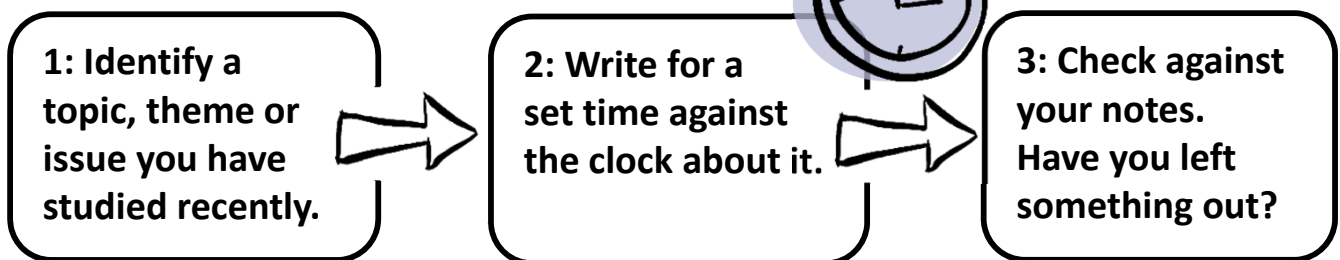 1: Identify a
topic, theme or
issue you have
studied recently.
2: Write for a
set time against
the clock about it.
3: Check against
your notes.
Have you left
something out?